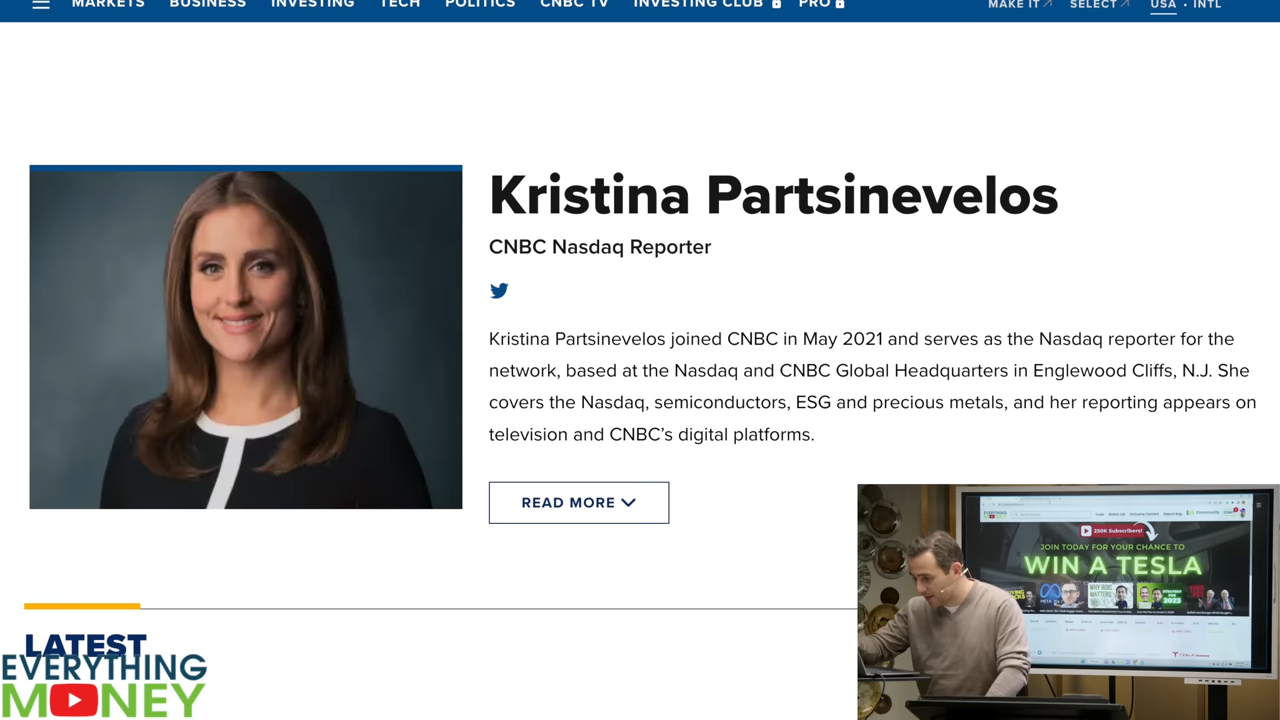 MARKETS BUSINESS INVESTING TECH POLITICS CNBC TV INVESTING CLUB PRO MAKE IT SELECT USA · INTL
Kristina Partsinevelos
CNBC Nasdaq Reporter
Kristina Partsinevelos joined CNBC in May 2021 and serves as the Nasdaq reporter for the
network, based at the Nasdaq and CNBC Global Headquarters in Englewood Cliffs, N.J. She
covers the Nasdaq, semiconductors, ESG and precious metals, and her reporting appears on
television and CNBC’s digital platforms.
READ MORE
250K Subscribers!
JOIN TODAY FOR YOUR CHANCE TO
WIN A TESLA
LATEST
EVERYTHING
MONEY